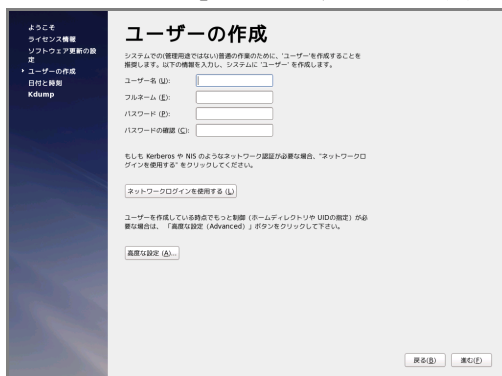 ようこそ
ライセンス情報
ソフトウェア更新の設
定
ユーザーの作成
日付と時刻
Kdump
ユーザーの作成
システムでの(管理用途ではない)普通の作業のために、'ユーザー'を作成することを
推奨します。以下の情報を入力し、システムに 'ユーザー' を作成します。
ユーザー名 (U):
フルネーム (E):
パスワード (P):
パスワードの確認 (C):
もしも Kerberos や NIS のようなネットワーク認証が必要な場合、"ネットワークロ
グインを使用する" をクリックしてください。
ネットワークログインを使用する (L)
ユーザーを作成している時点でもっと制御（ホームディレクトリや UIDの指定）が必
要な場合は、「高度な設定（Advanced）」ボタンをクリックして下さい。
高度な設定 (A)...
戻る(B)
進む(F)